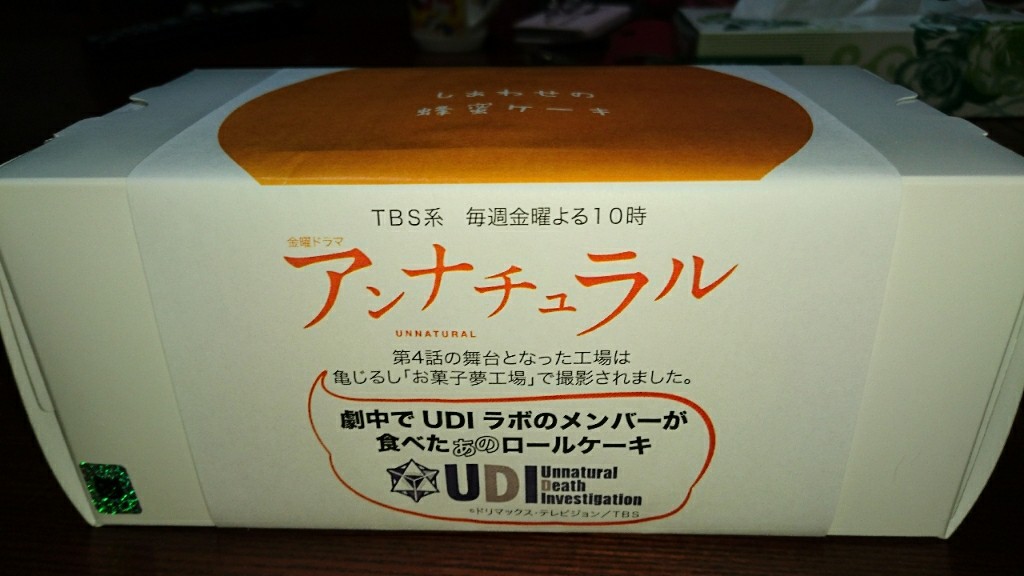 しあわせの
蜂蜜ケーキ
TBS系 毎週金曜よる10時
金曜ドラマ
アンナチュラル
UNNATURAL
第4話の舞台となった工場は
亀じるし「お菓子夢工場」で撮影されました。
劇中でUDIラボのメンバーが
食べたあのロールケーキ
UDI Unnatural
Death
Investigation
©ドリマックス・テレビジョン/TBS